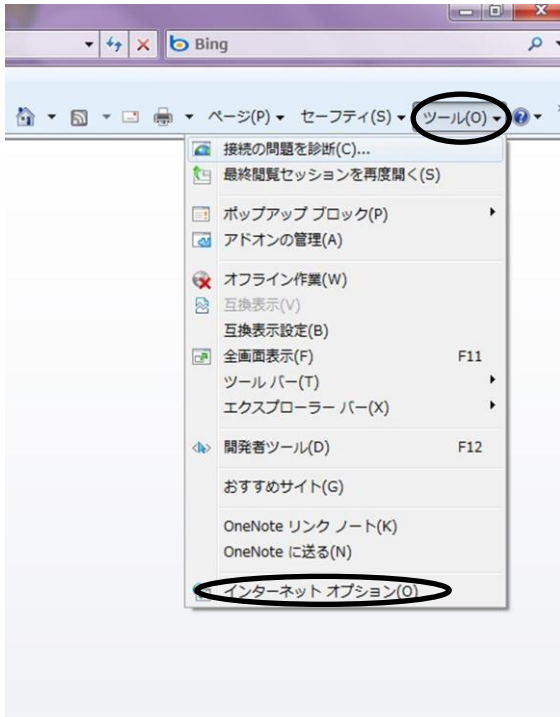 Bing
ページ(P) セーフティ(S) ツール(O)
接続の問題を診断(C)...
最終閲覧セッションを再度開く(S)
ポップアップ ブロック(P)
アドオンの管理(A)
オフライン作業(W)
互換表示(V)
互換表示設定(B)
全画面表示(F) F11
ツール バー(T)
エクスプローラー バー(X)
開発者ツール(D) F12
おすすめサイト(G)
OneNote リンク ノート(K)
OneNote に送る(N)
インターネット オプション(O)